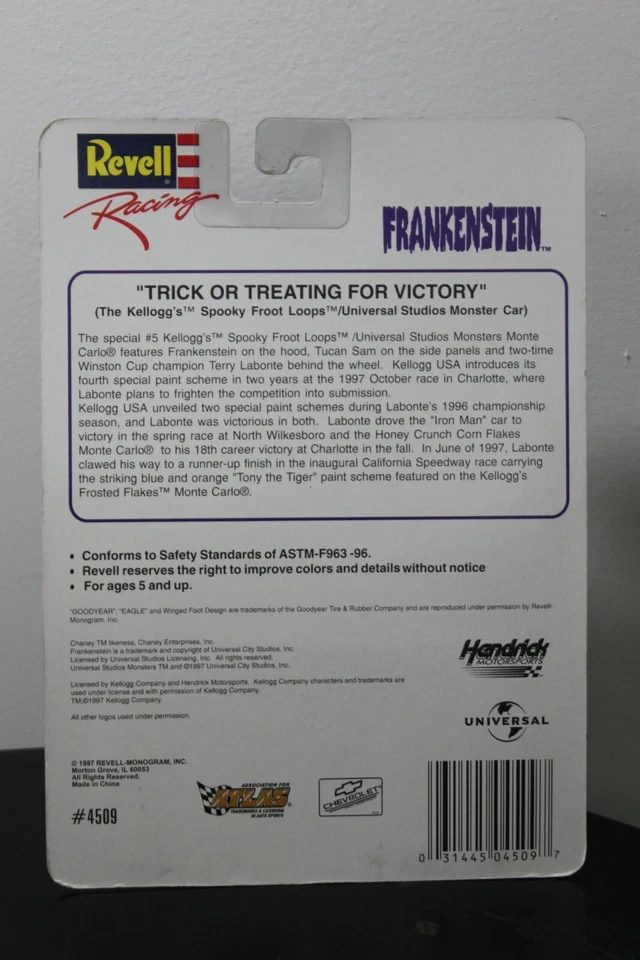 Revell
Racing
FRANKENSTEIN™
"TRICK OR TREATING FOR VICTORY"
(The Kellogg's™ Spooky Froot Loops™/Universal Studios Monster Car)
The special #5 Kellogg's™ Spooky Froot Loops™ /Universal Studios Monsters Monte
Carlo® features Frankenstein on the hood, Tucan Sam on the side panels and two-time
Winston Cup champion Terry Labonte behind the wheel. Kellogg USA introduces its
fourth special paint scheme in two years at the 1997 October race in Charlotte, where
Labonte plans to frighten the competition into submission.
Kellogg USA unveiled two special paint schemes during Labonte's 1996 championship
season, and Labonte was victorious in both. Labonte drove the "Iron Man" car to
victory in the spring race at North Wilkesboro and the Honey Crunch Corn Flakes
Monte Carlo® to his 18th career victory at Charlotte in the fall. In June of 1997, Labonte
clawed his way to a runner-up finish in the inaugural California Speedway race carrying
the striking blue and orange "Tony the Tiger" paint scheme featured on the Kellogg's
Frosted Flakes™ Monte Carlo®.
• Conforms to Safety Standards of ASTM-F963 -96.
• Revell reserves the right to improve colors and details without notice
• For ages 5 and up.
"GOODYEAR", "EAGLE" and Winged Foot Design are trademarks of the Goodyear Tire & Rubber Company and are reproduced under permission by Revell-
Monogram, Inc.
Chaney TM likeness, Chaney Enterprises, Inc.
Frankenstein is a trademark and copyright of Universal City Studios, Inc.
Licensed by Universal Studios Licensing, Inc. All rights reserved.
Universal Studios Monsters TM and ©1997 Universal City Studios, Inc.
Licensed by Kellogg Company and Hendrick Motorsports. Kellogg Company characters and trademarks are
used under license and with permission of Kellogg Company.
TM,©1997 Kellogg Company.
All other logos used under permission.
Hendrick
MOTORSPORTS
UNIVERSAL
© 1997 REVELL-MONOGRAM, INC.
Morton Grove, IL 60053
All Rights Reserved.
Made in China
#4509
ASSOCIATION FOR
ATLAS
TRADEMARKS & LICENSING
IN AUTO SPORTS
CHEVROLET
0 31445 04509 7